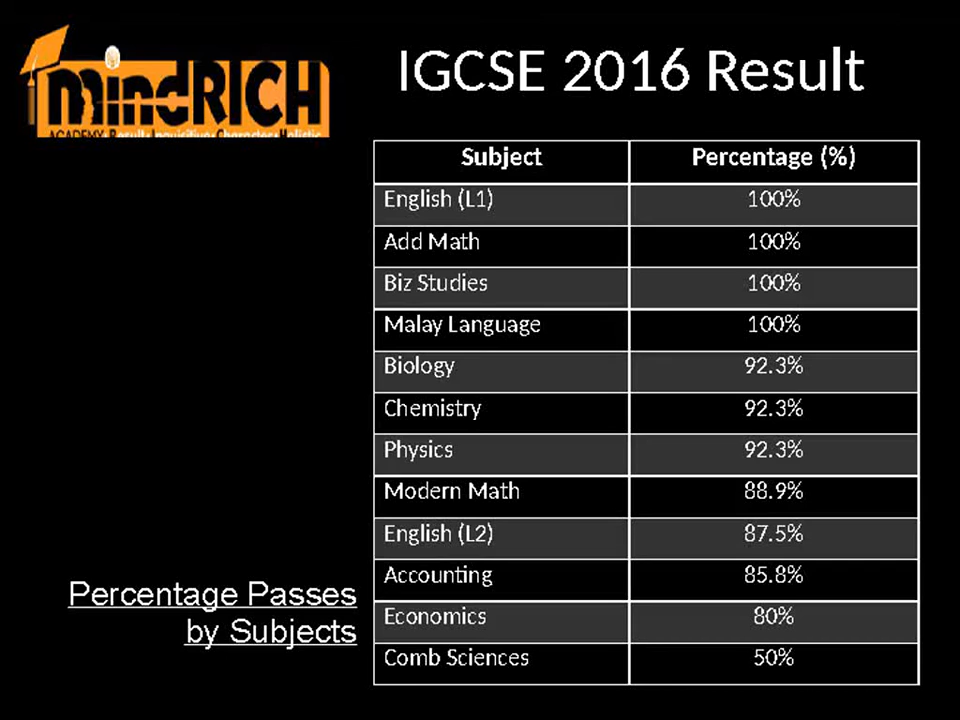 mindRICH
ACADEMY
IGCSE 2016 Result
Subject Percentage (%)
English (L1) 100%
Add Math 100%
Biz Studies 100%
Malay Language 100%
Biology 92.3%
Chemistry 92.3%
Physics 92.3%
Modern Math 88.9%
English (L2) 87.5%
Accounting 85.8%
Economics 80%
Comb Sciences 50%
Percentage Passes
by Subjects